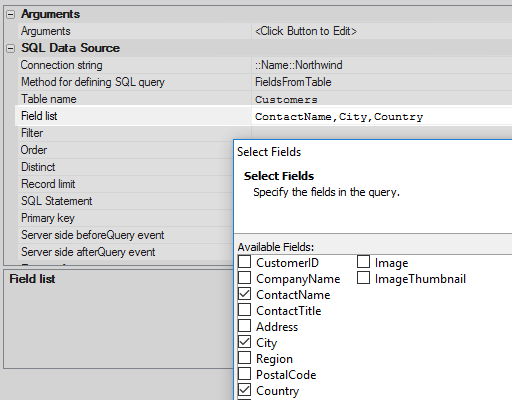 Arguments
Arguments <Click Button to Edit>
SQL Data Source
Connection string ::Name::Northwind
Method for defining SQL query FieldsFromTable
Table name Customers
Field list ContactName,City,Country
Filter
Order
Distinct
Record limit
SQL Statement
Primary key
Server side beforeQuery event
Server side afterQuery event
Field list
Select Fields
Select Fields
Specify the fields in the query.
Available Fields:
CustomerID Image
CompanyName ImageThumbnail
ContactName
ContactTitle
Address
City
Region
PostalCode
Country